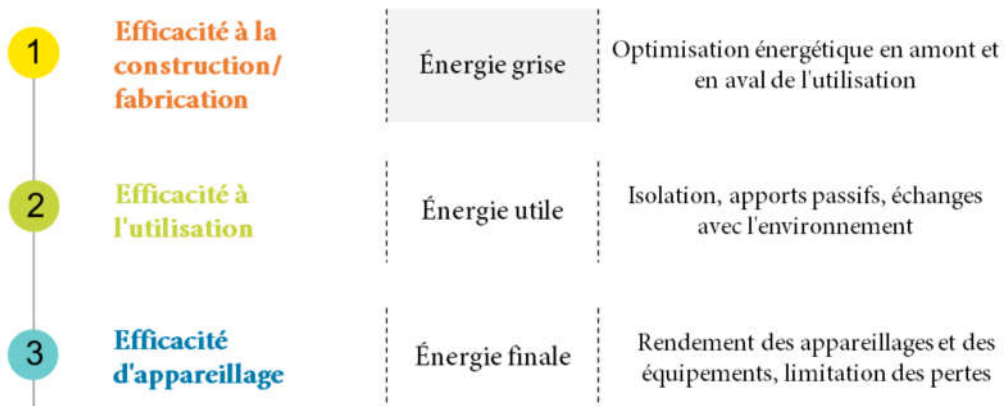 1
Efficacité à la
construction/
fabrication
Énergie grise
Optimisation énergétique en amont et
en aval de l'utilisation
2
Efficacité à
l'utilisation
Énergie utile
Isolation, apports passifs, échanges
avec l'environnement
3
Efficacité
d'appareillage
Énergie finale
Rendement des appareillages et des
équipements, limitation des pertes